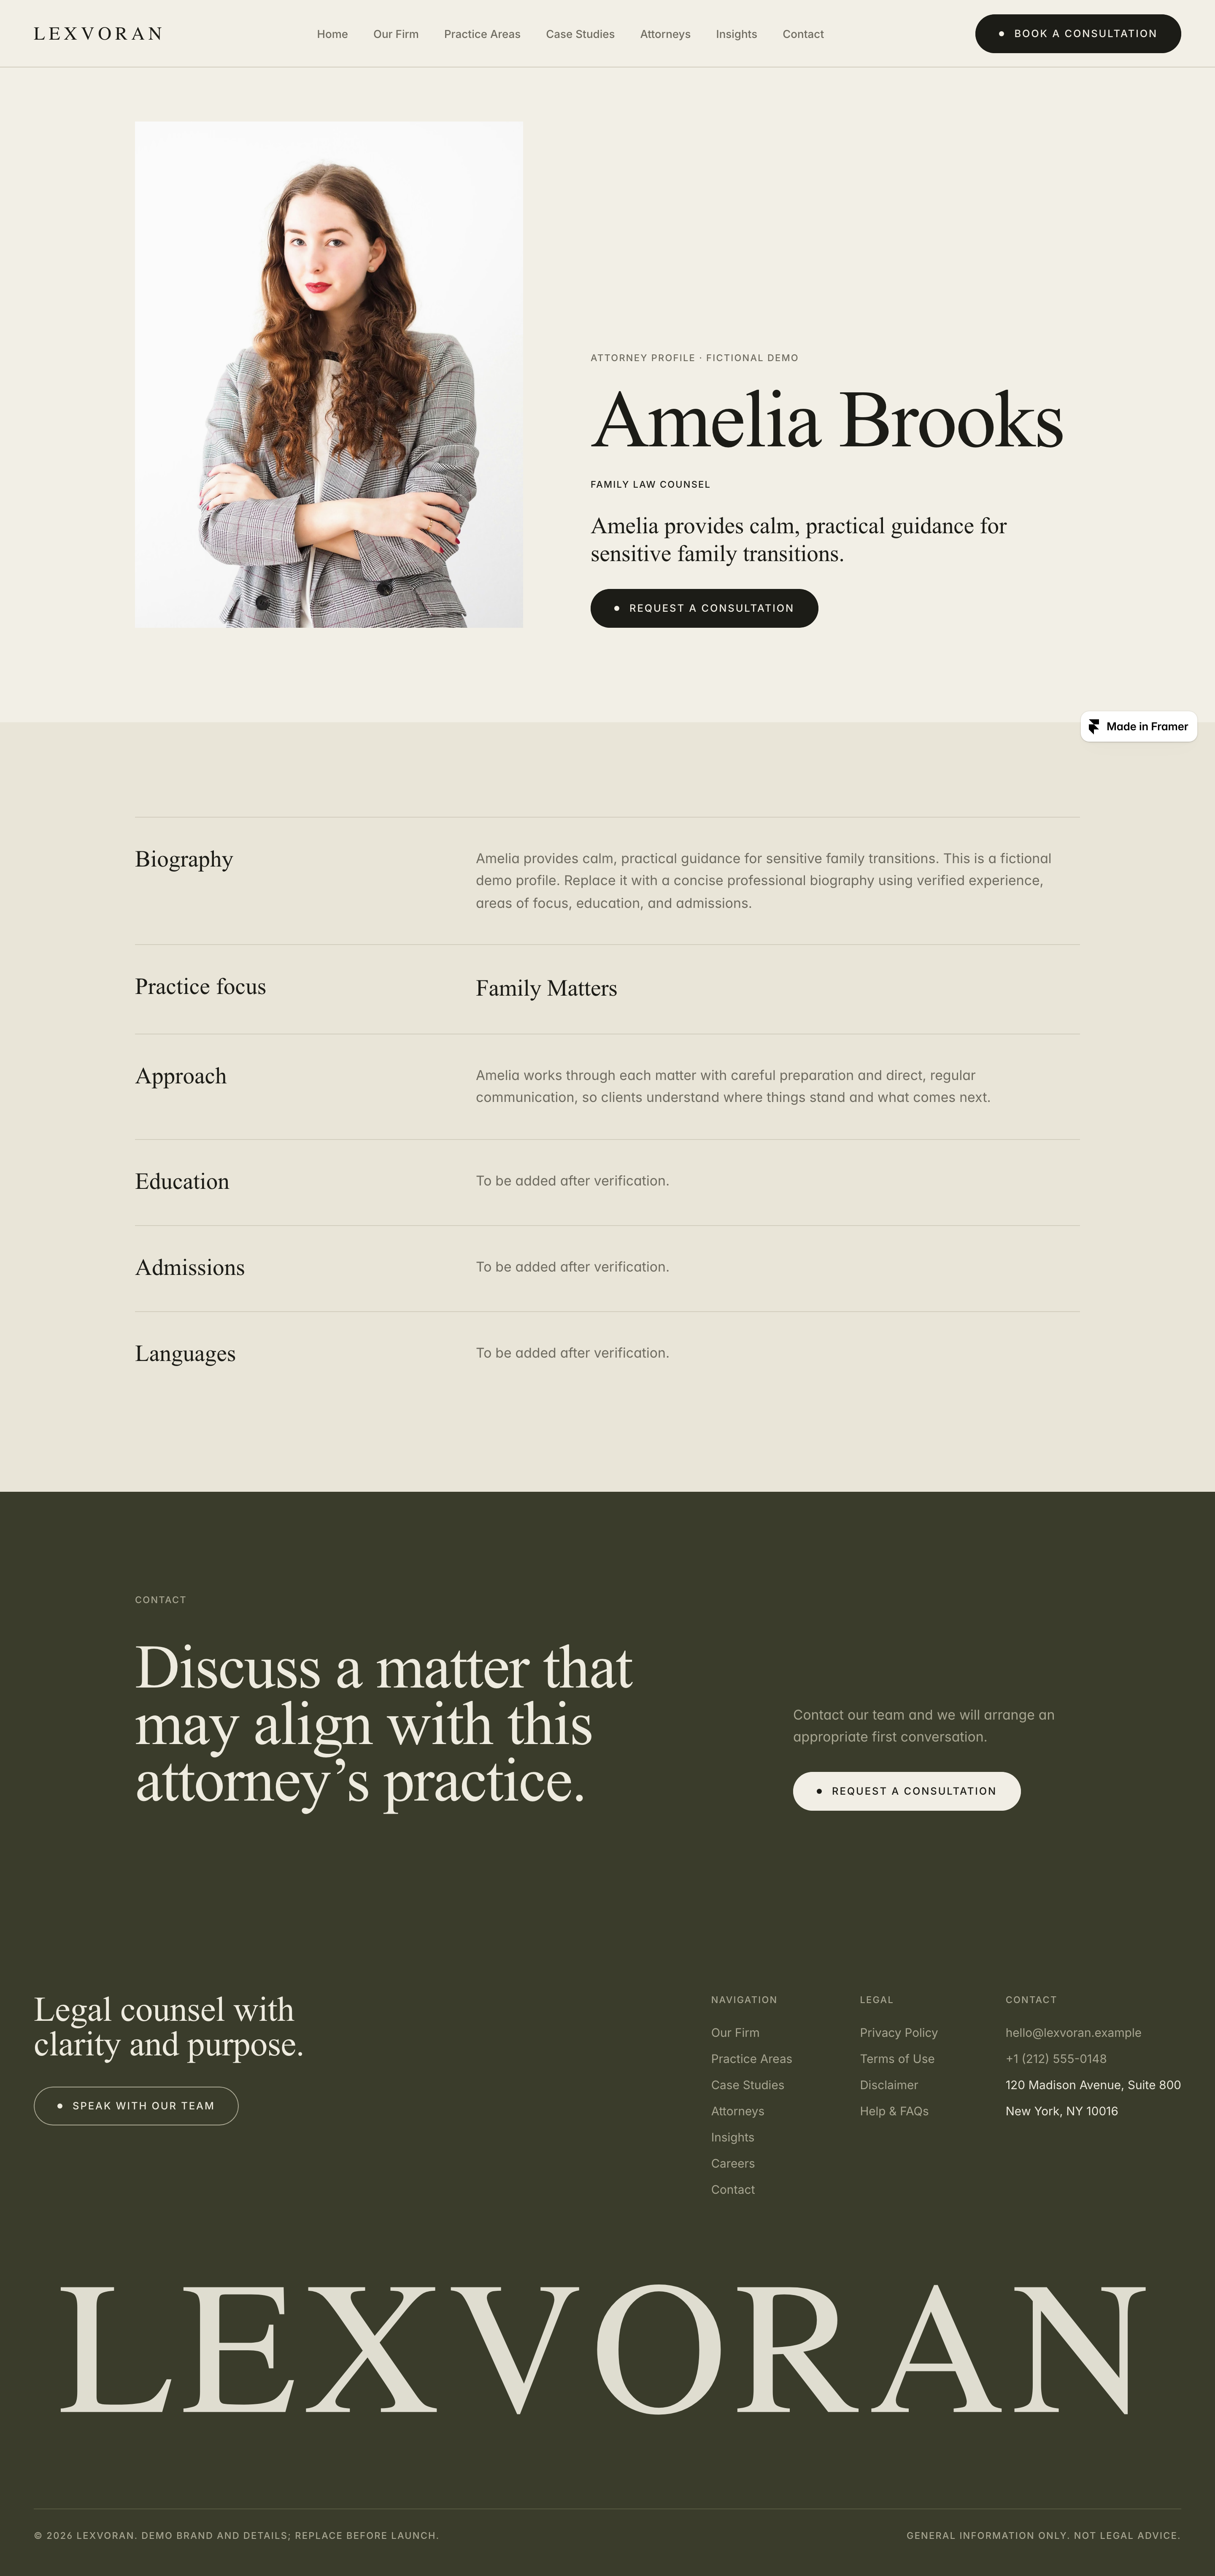 LEXVORAN
Home
Our Firm
Practice Areas
Case Studies
Attorneys
Insights
Contact
BOOK A CONSULTATION
ATTORNEY PROFILE · FICTIONAL DEMO
Amelia Brooks
FAMILY LAW COUNSEL
Amelia provides calm, practical guidance for
sensitive family transitions.
REQUEST A CONSULTATION
Made in Framer
Biography
Amelia provides calm, practical guidance for sensitive family transitions. This is a fictional
demo profile. Replace it with a concise professional biography using verified experience,
areas of focus, education, and admissions.
Practice focus
Family Matters
Approach
Amelia works through each matter with careful preparation and direct, regular
communication, so clients understand where things stand and what comes next.
Education
To be added after verification.
Admissions
To be added after verification.
Languages
To be added after verification.
CONTACT
Discuss a matter that
may align with this
attorney’s practice.
Contact our team and we will arrange an
appropriate first conversation.
REQUEST A CONSULTATION
Legal counsel with
clarity and purpose.
SPEAK WITH OUR TEAM
NAVIGATION
Our Firm
Practice Areas
Case Studies
Attorneys
Insights
Careers
Contact
LEGAL
Privacy Policy
Terms of Use
Disclaimer
Help & FAQs
CONTACT
hello@lexvoran.example
+1 (212) 555-0148
120 Madison Avenue, Suite 800
New York, NY 10016
LEXVORAN
© 2026 LEXVORAN. DEMO BRAND AND DETAILS; REPLACE BEFORE LAUNCH.
GENERAL INFORMATION ONLY. NOT LEGAL ADVICE.